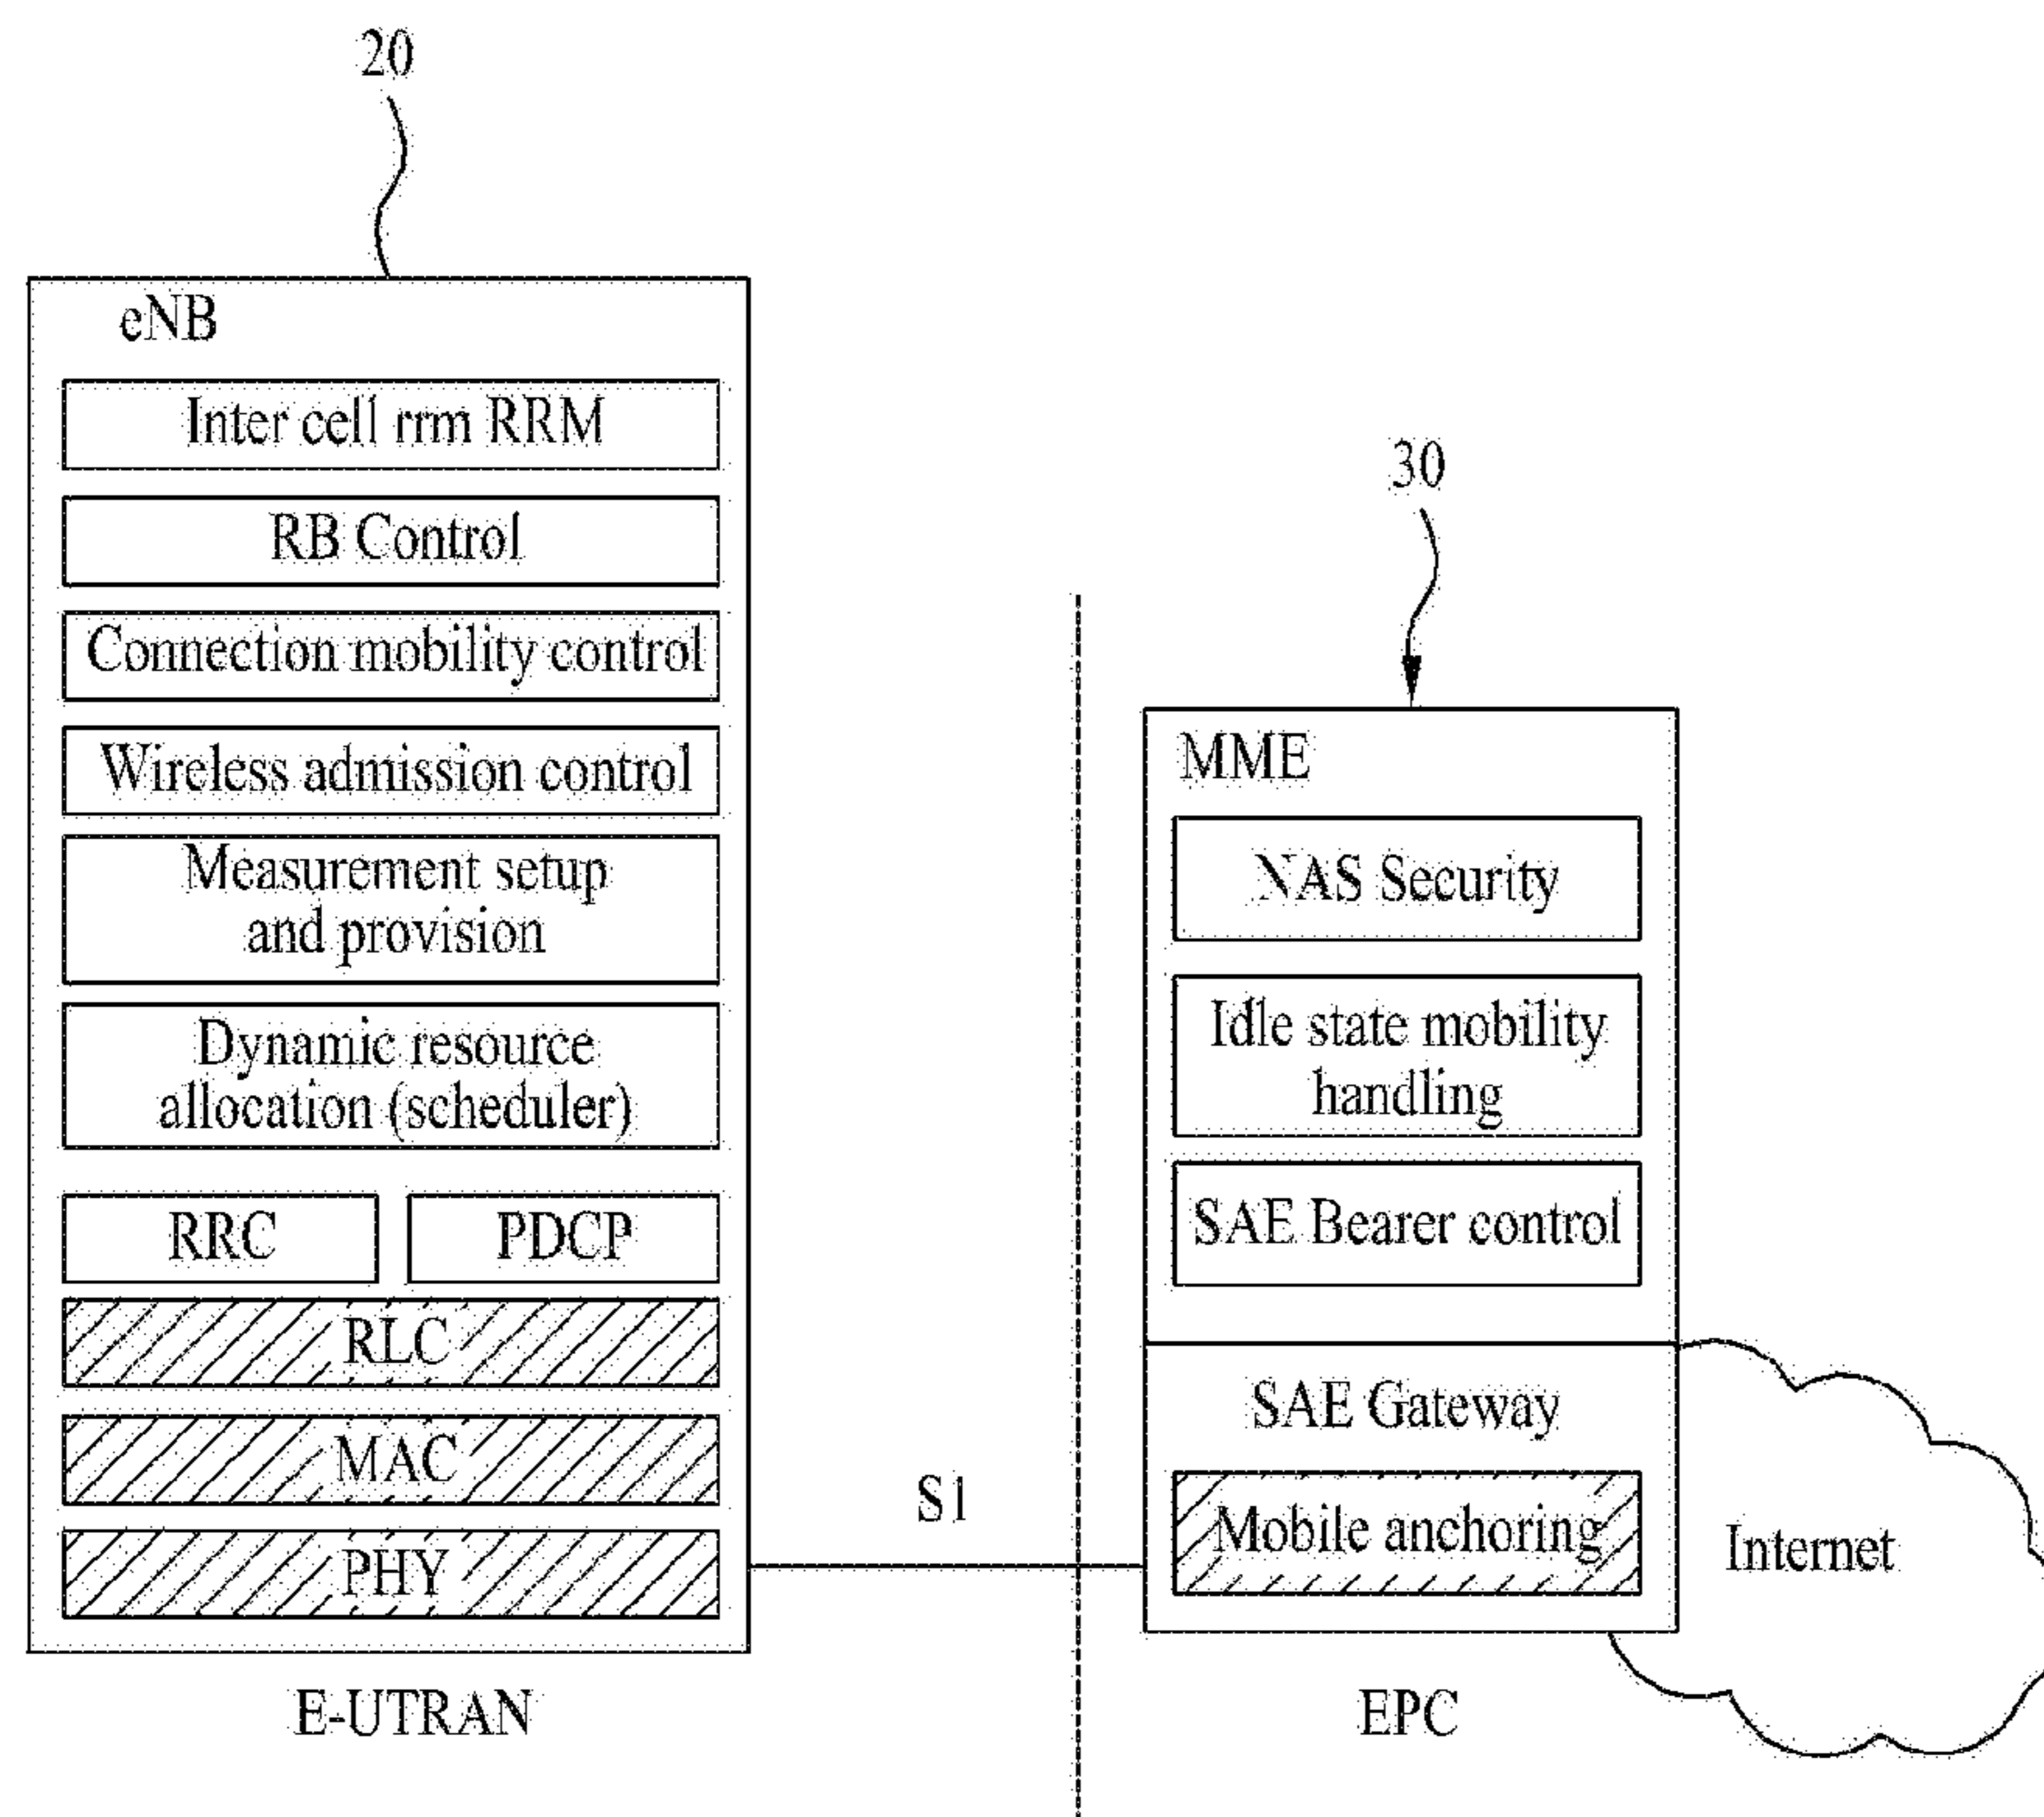 20
eNB
Inter cell rrm RRM
RB Control
Connection mobility control
Wireless admission control
Measurement setup
and provision
Dynamic resource
allocation (scheduler)
RRC
PDCP
RLC
MAC
PHY
E-UTRAN
S1
30
MME
NAS Security
Idle state mobility
handling
SAE Bearer control
SAE Gateway
Mobile anchoring
Internet
EPC